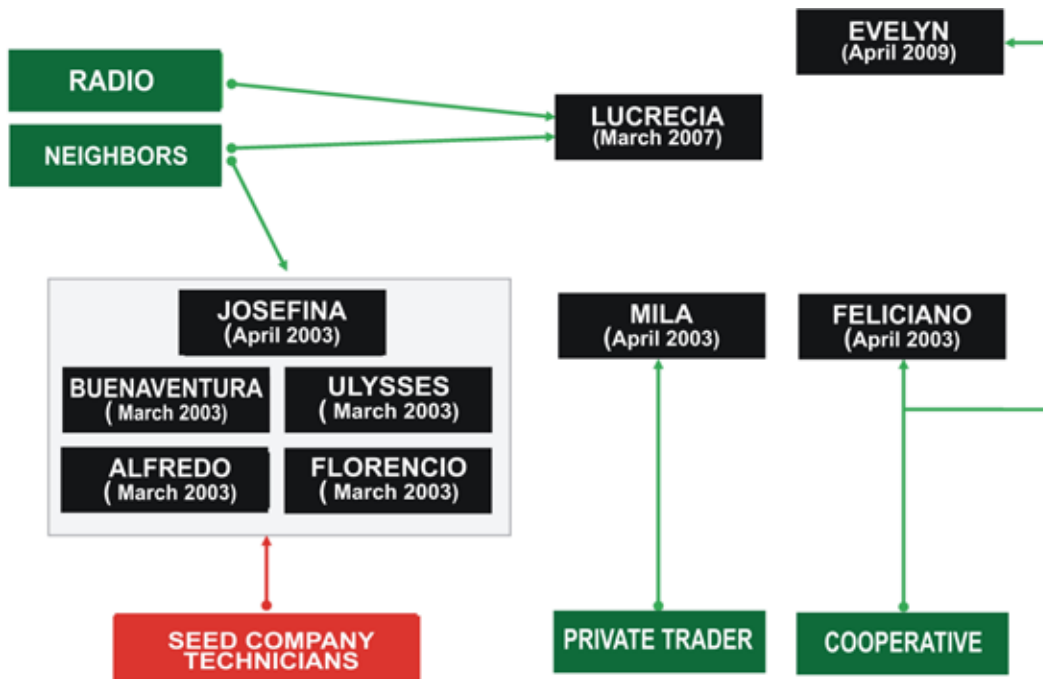 RADIO
NEIGHBORS
LUCRECIA
(March 2007)
EVELYN
(April 2009)
JOSEFINA
(April 2003)
BUENAVENTURA
( March 2003)
ULYSSES
( March 2003)
ALFREDO
( March 2003)
FLORENCIO
( March 2003)
MILA
(April 2003)
FELICIANO
(April 2003)
SEED COMPANY
TECHNICIANS
PRIVATE TRADER
COOPERATIVE